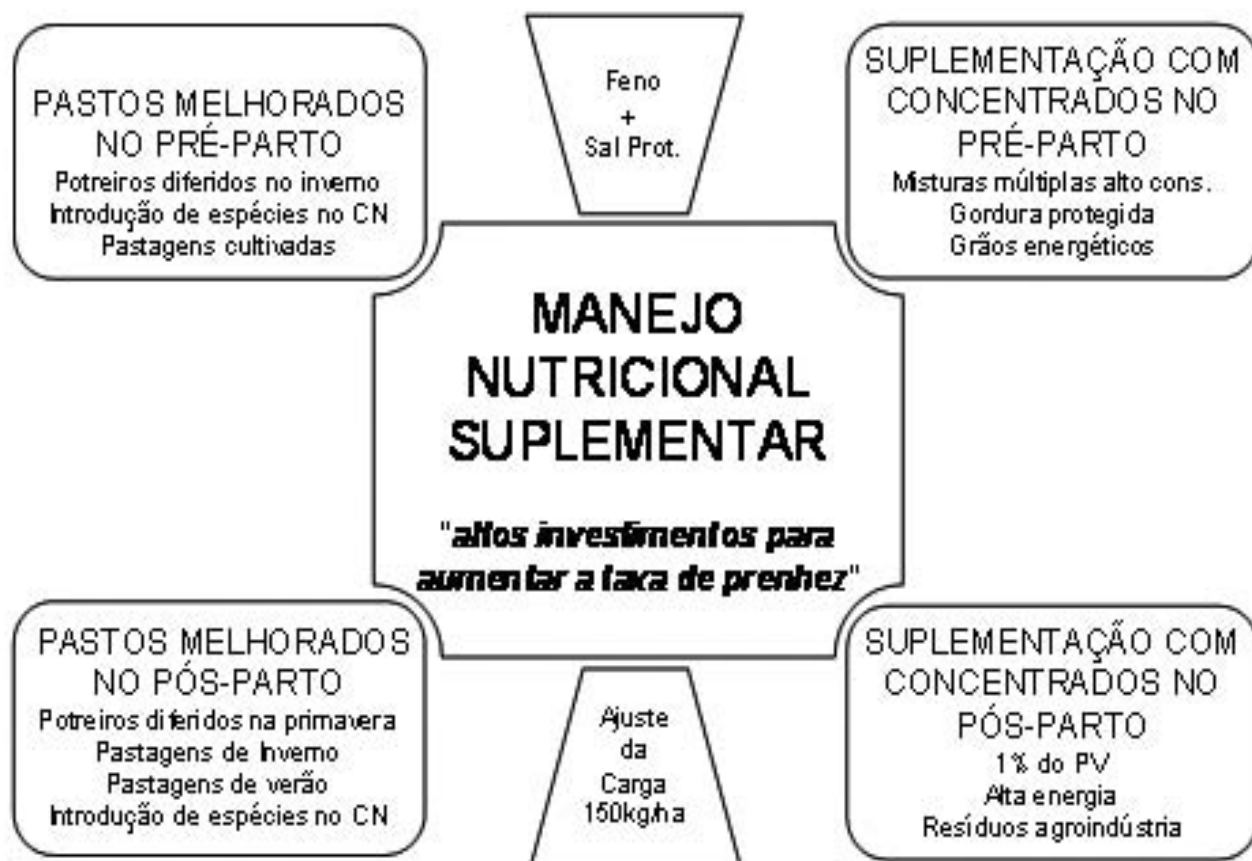 PASTOS MELHORADOS
NO PRÉ-PARTO
Potreiros diferidos no inverno
Introdução de espécies no CN
Pastagens cultivadas
Feno
+
Sal Prot.
SUPLEMENTAÇÃO COM
CONCENTRADOS NO
PRÉ-PARTO
Misturas múltiplas alto cons.
Gordura protegida
Grãos energéticos
MANEJO
NUTRICIONAL
SUPLEMENTAR
"altos investimentos para
aumentar a taxa de prenhez"
PASTOS MELHORADOS
NO PÓS-PARTO
Potreiros diferidos na primavera
Pastagens de Inverno
Pastagens de verão
Introdução de espécies no CN
Ajuste
da
Carga
150kg/ha
SUPLEMENTAÇÃO COM
CONCENTRADOS NO
PÓS-PARTO
1% do PV
Alta energia
Resíduos agroindústria